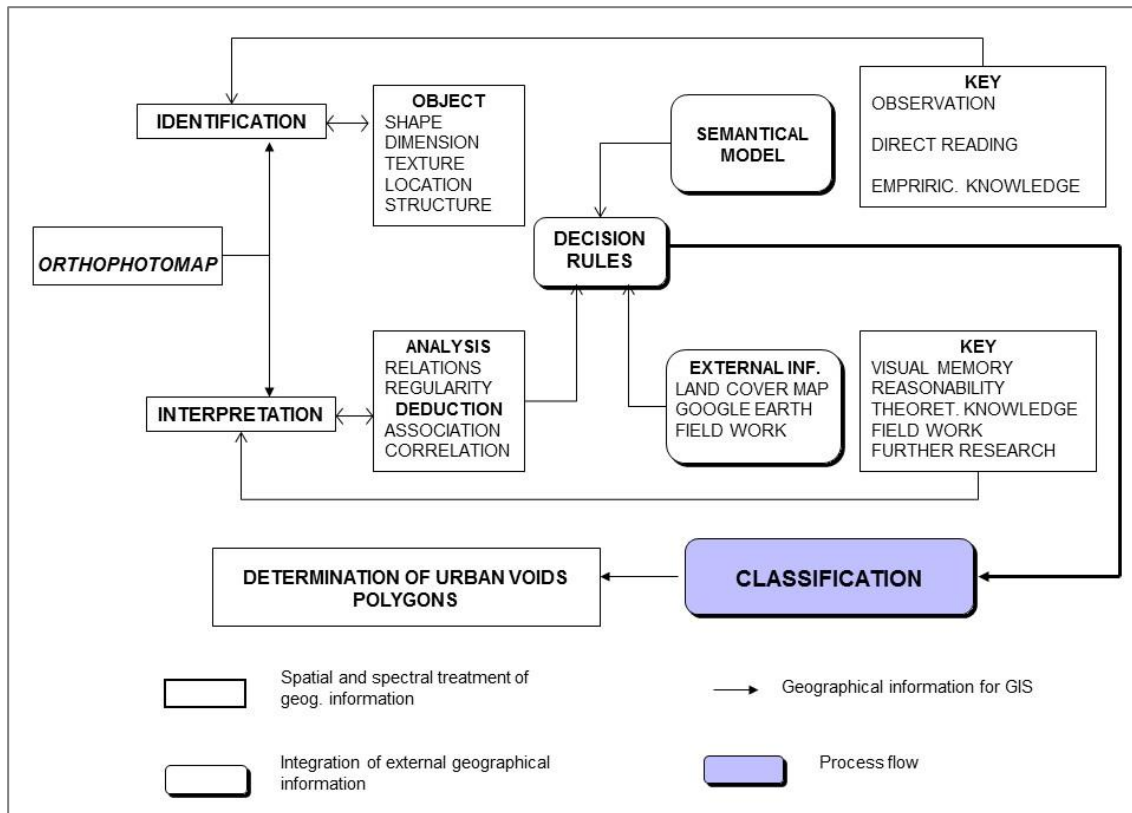 IDENTIFICATION
OBJECT
SHAPE
DIMENSION
TEXTURE
LOCATION
STRUCTURE
SEMANTICAL
MODEL
KEY
OBSERVATION
DIRECT READING
EMPRIRIC. KNOWLEDGE
ORTHOPHOTOMAP
DECISION
RULES
INTERPRETATION
ANALYSIS
RELATIONS
REGULARITY
DEDUCTION
ASSOCIATION
CORRELATION
EXTERNAL INF.
LAND COVER MAP
GOOGLE EARTH
FIELD WORK
KEY
VISUAL MEMORY
REASONABILITY
THEORET. KNOWLEDGE
FIELD WORK
FURTHER RESEARCH
DETERMINATION OF URBAN VOIDS
POLYGONS
CLASSIFICATION
Spatial and spectral treatment of
geog. information
Geographical information for GIS
Integration of external geographical
information
Process flow